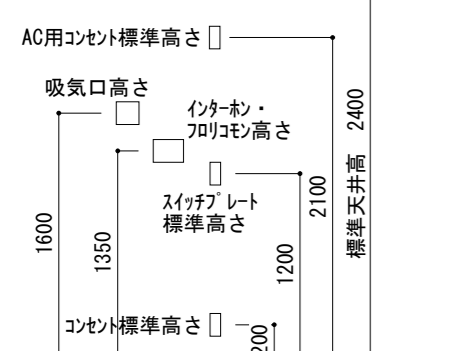 AC用コンセント標準高さ
吸気口高さ
インターホン・
フロリコモン高さ
スイッチプレート
標準高さ
コンセント標準高さ
1600
1350
1200
200
2100
標準天井高 2400